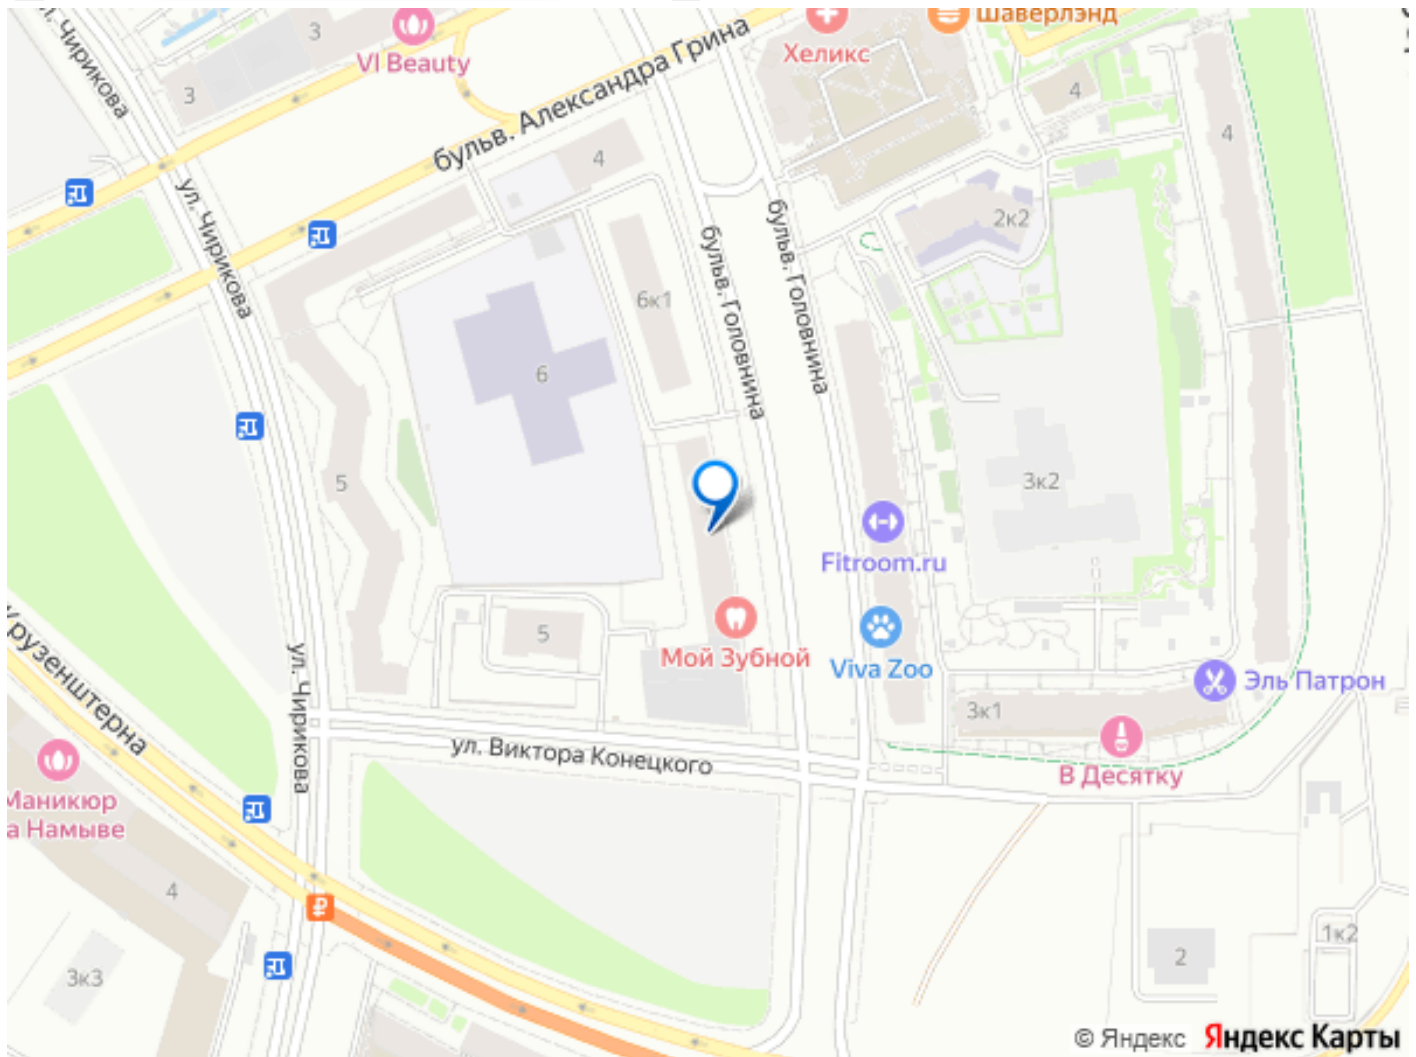 Шаверлэнд
ул. Чирикова
3
VI Beauty
Хеликс
3
бульв. Александра Грина
4
4
4
ул. Чирикова
2к2
бульв. Головнина
бульв. Головнина
6к1
6
5
3к2
Fitroom.ru
5
Мой Зубной
Viva Zoo
Эль Патрон
Крузенштерна
ул. Чирикова
3к1
ул. Виктора Конецкого
В Десятку
Маникюр
а Намыве
4
1к2
2
3к3
© Яндекс Яндекс Карты